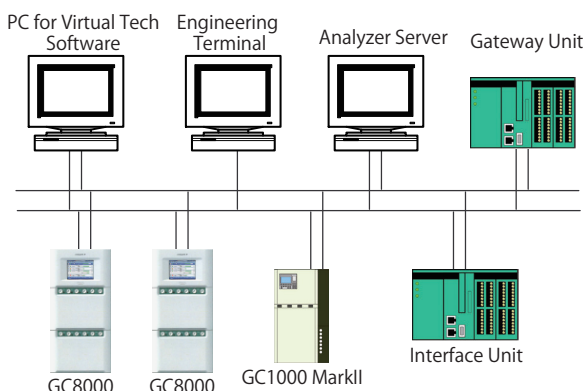 PC for Virtual Tech
Software
Engineering
Terminal
Analyzer Server
Gateway Unit
GC8000
GC8000
GC1000 MarkII
Interface Unit